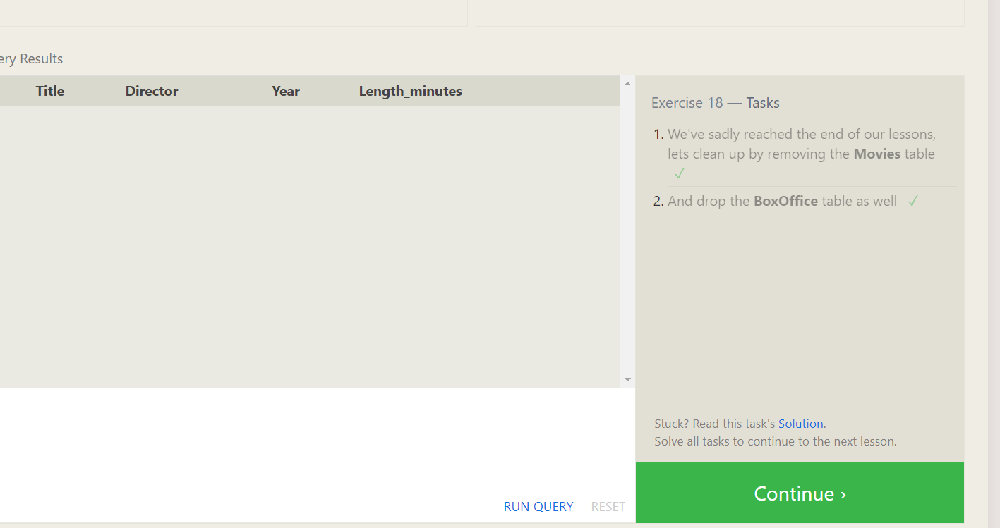 ery Results
Title Director Year Length_minutes
Exercise 18 — Tasks
1. We've sadly reached the end of our lessons,
lets clean up by removing the Movies table
✓
2. And drop the BoxOffice table as well ✓
Stuck? Read this task's Solution.
Solve all tasks to continue to the next lesson.
RUN QUERY RESET
Continue ›